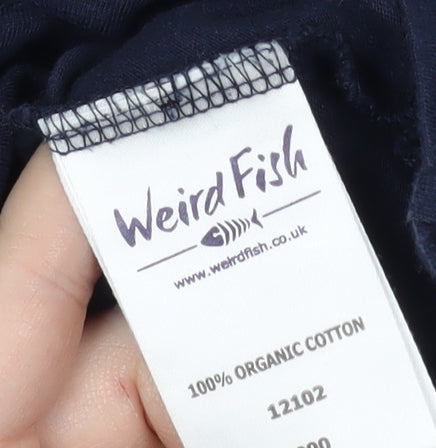 Weird Fish
www.weirdfish.co.uk
100% ORGANIC COTTON
12102